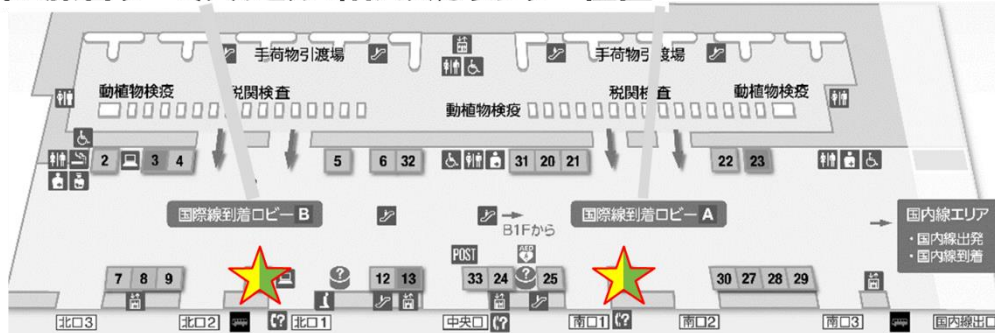 手荷物引渡場
手荷物引渡場
動植物検疫
税関検査
動植物検疫
税関検査
動植物検疫
2
3
4
5
6
32
31
20
21
22
23
国際線到着ロビー B
B1Fから
国際線到着ロビー A
国内線エリア
・国内線出発
・国内線到着
POST
AED
7
8
9
12
13
33
24
25
30
27
28
29
北口3
北口2
北口1
中央口
南口1
南口2
南口3
国内線出口